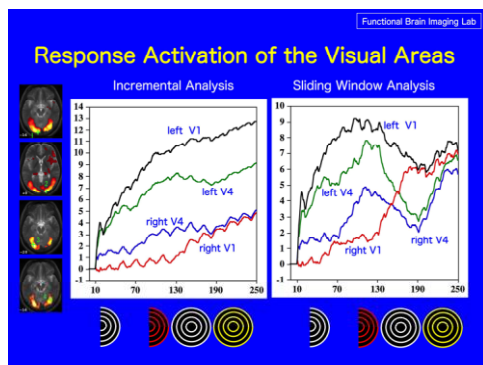 Functional Brain Imaging Lab
Response Activation of the Visual Areas
Incremental Analysis
Sliding Window Analysis
14
13
12
11
10
9
8
7
6
5
4
3
2
1
0
-1
left V1
left V4
right V4
right V1
10 70 130 190 250
10
9
8
7
6
5
4
3
2
1
0
-1
left V1
left V4
right V1
right V4
10 70 130 190 250